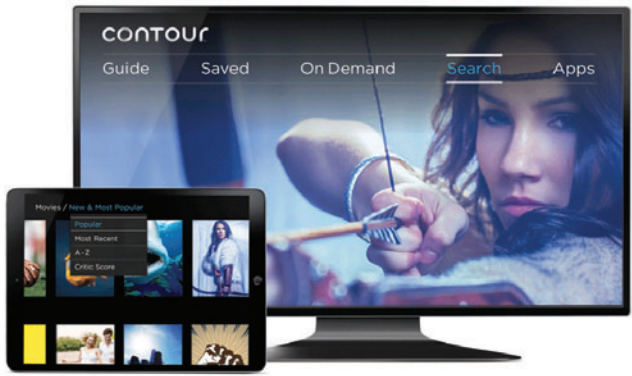 contour
Guide Saved On Demand Search Apps
Movies / New & Most Popular
Popular
Most Recent
A-Z
Critic Score